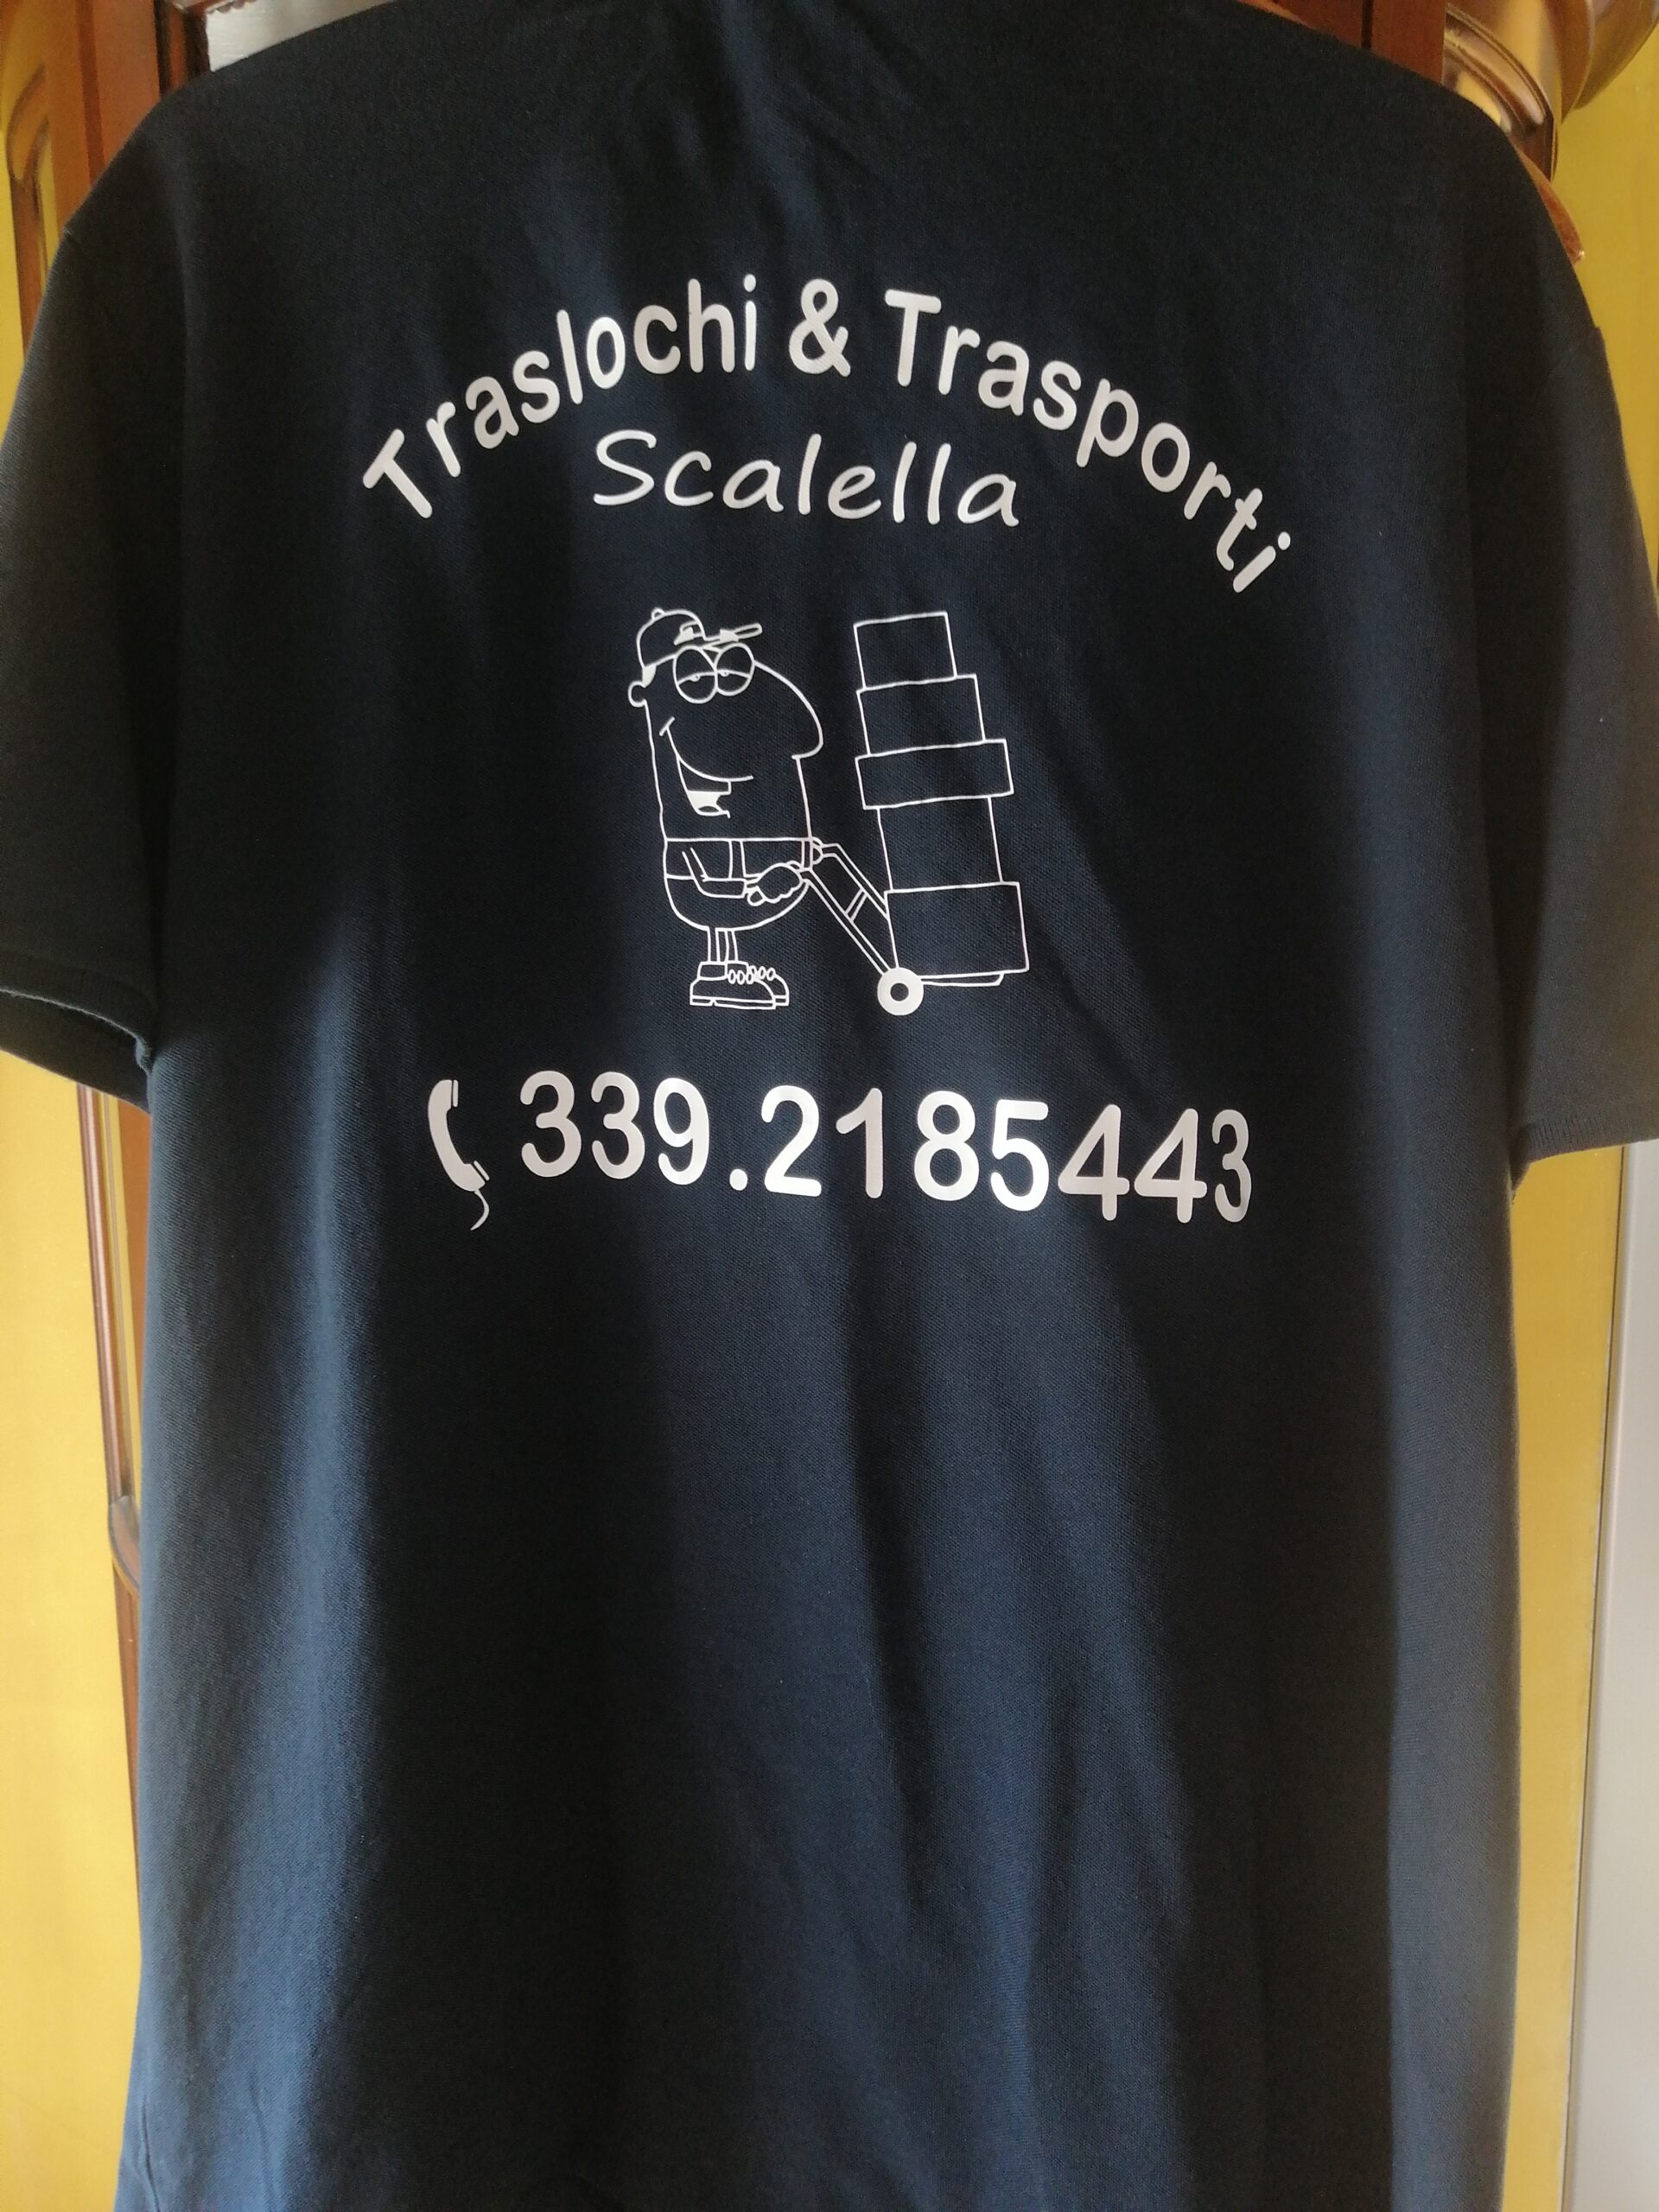 Traslochi & Trasporti
Scalella
339.2185443